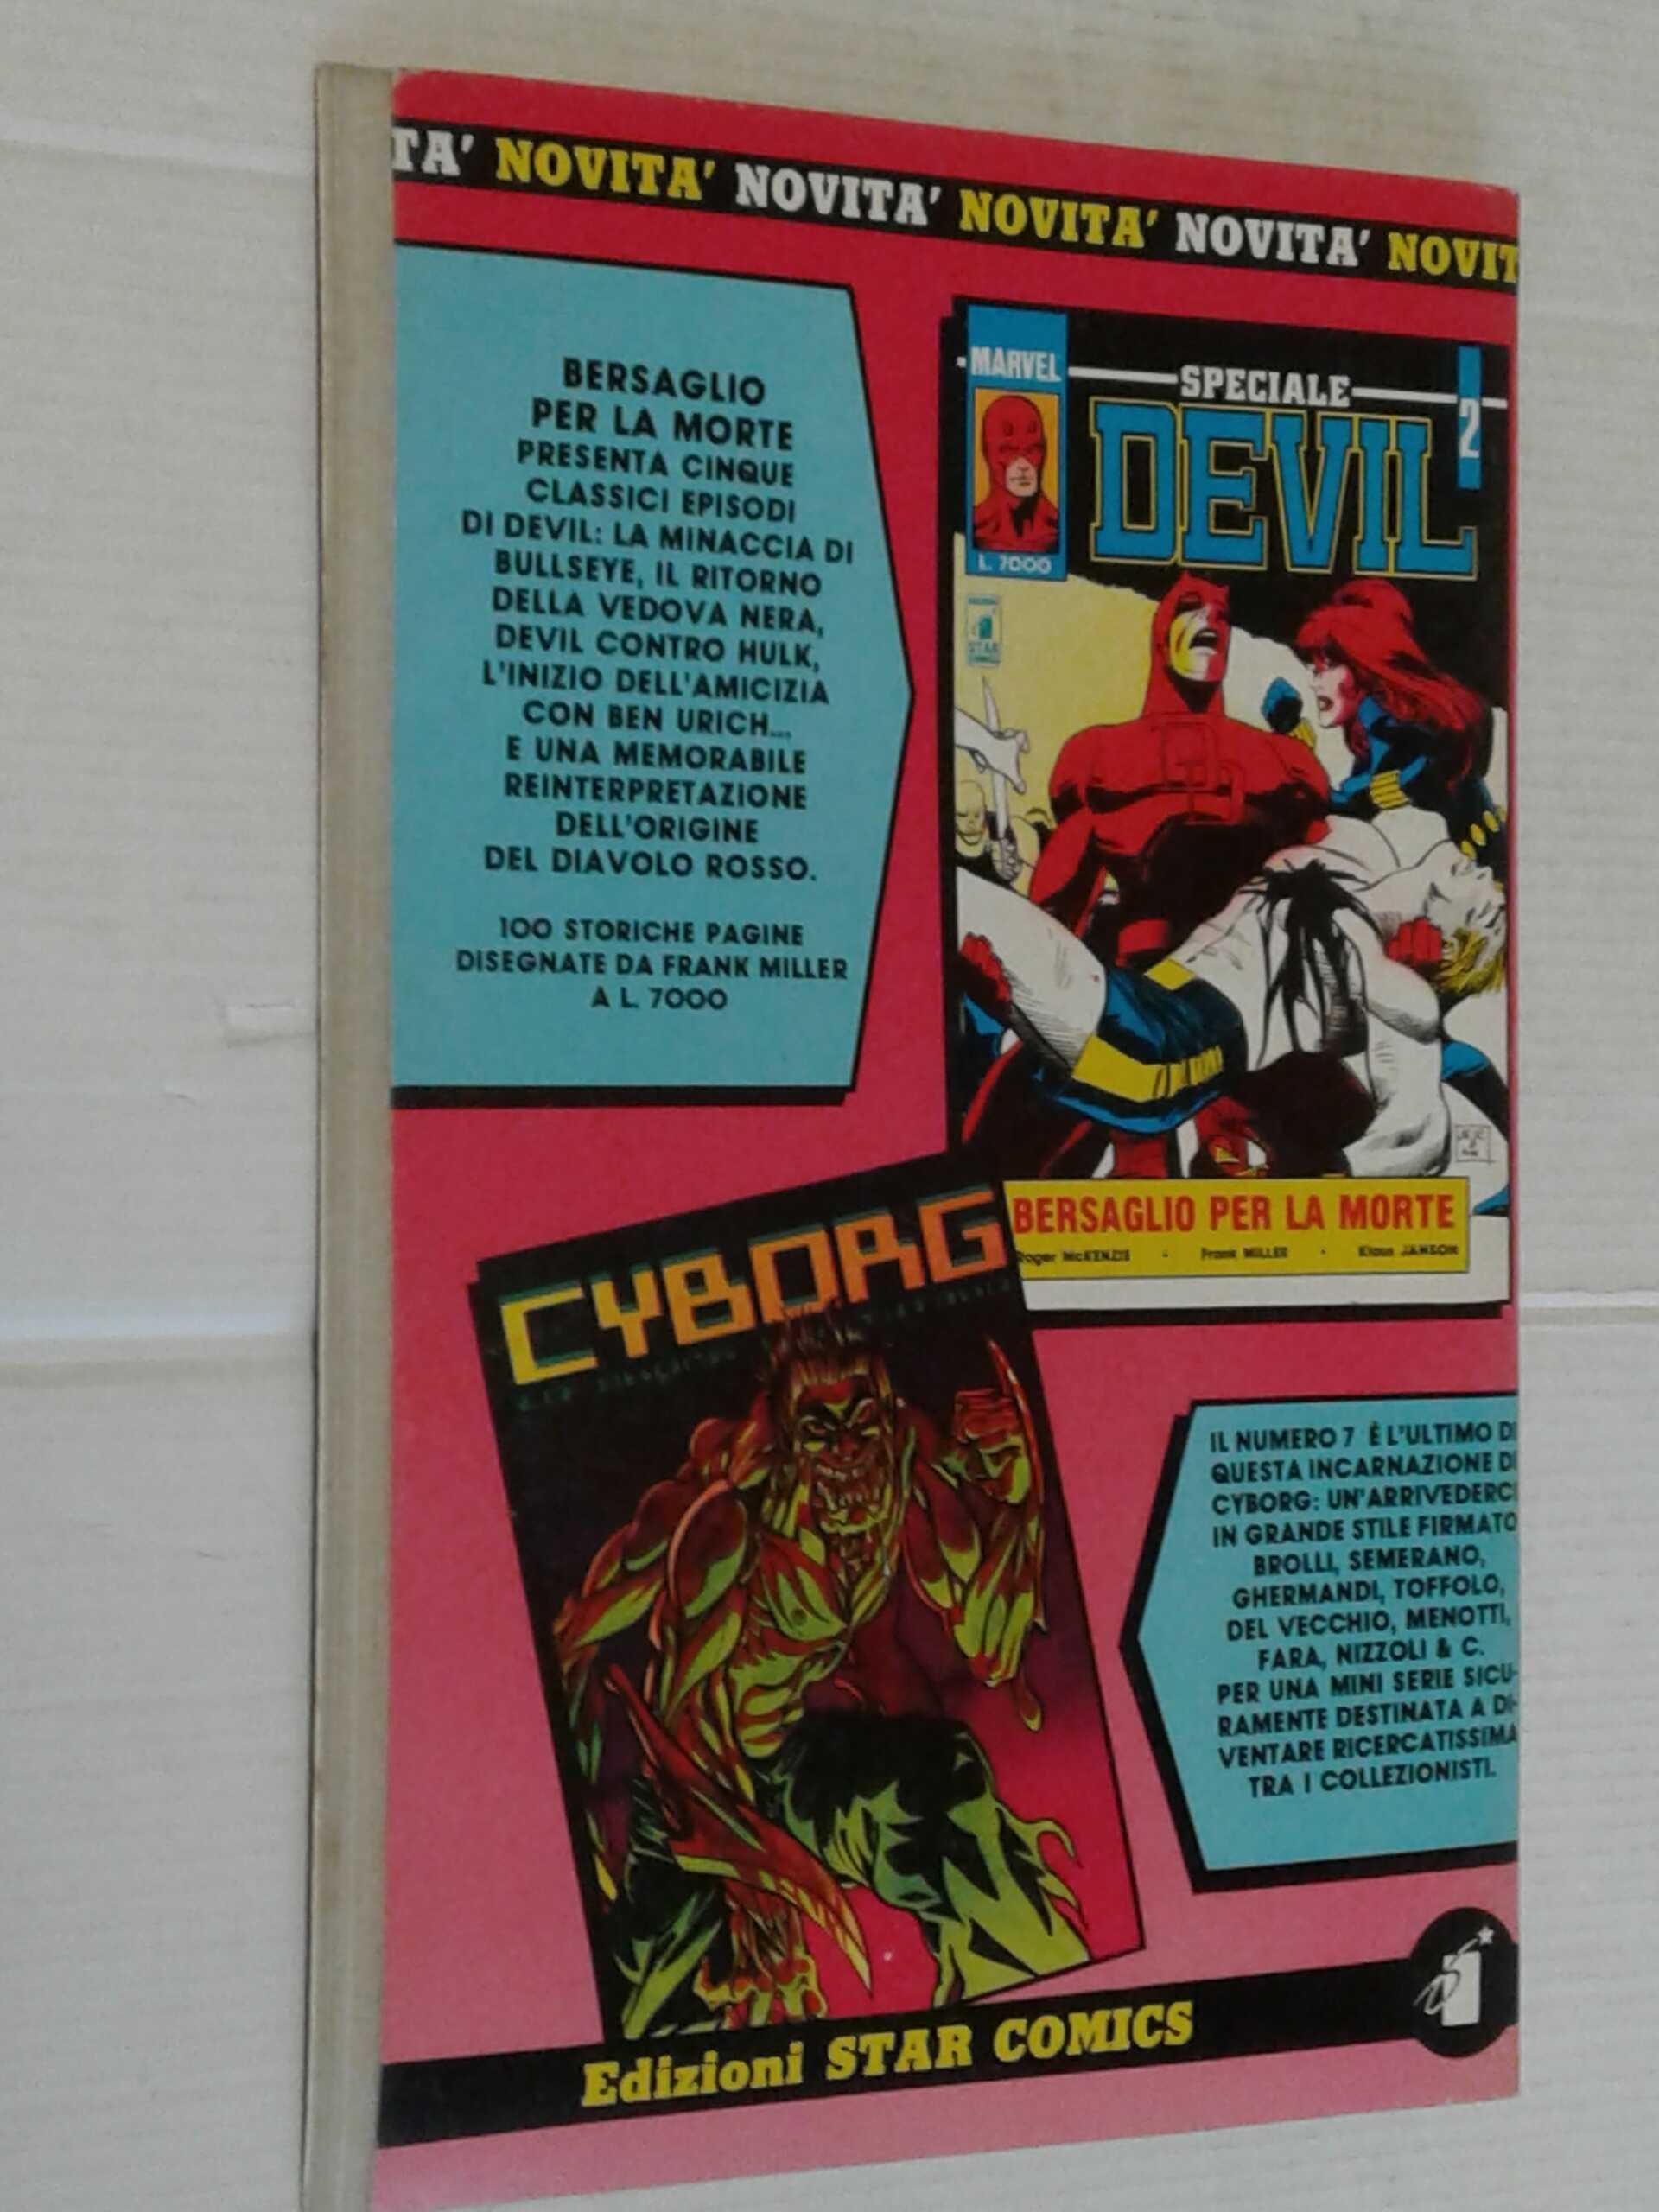 TA' NOVITA' NOVITA' NOVITA' NOVITA' NOVIT
BERSAGLIO
PER LA MORTE
PRESENTA CINQUE
CLASSICI EPISODI
DI DEVIL: LA MINACCIA DI
BULLSEYE, IL RITORNO
DELLA VEDOVA NERA,
DEVIL CONTRO HULK,
L'INIZIO DELL'AMICIZIA
CON BEN URICH...
E UNA MEMORABILE
REINTERPRETAZIONE
DELL'ORIGINE
DEL DIAVOLO ROSSO.
100 STORICHE PAGINE
DISEGNATE DA FRANK MILLER
A L. 7000
MARVEL
SPECIALE
DEVIL
2
L. 7000
STAR
BERSAGLIO PER LA MORTE
Roger McKENZIE • Frank MILLER • Klaus JANSON
CYBORG
IL NUMERO 7 È L'ULTIMO DI
QUESTA INCARNAZIONE DI
CYBORG: UN'ARRIVEDERCI
IN GRANDE STILE FIRMATO
BROLLI, SEMERANO,
GHERMANDI, TOFFOLO,
DEL VECCHIO, MENOTTI,
FARA, NIZZOLI & C.
PER UNA MINI SERIE SICU-
RAMENTE DESTINATA A DI-
VENTARE RICERCATISSIMA
TRA I COLLEZIONISTI.
Edizioni STAR COMICS